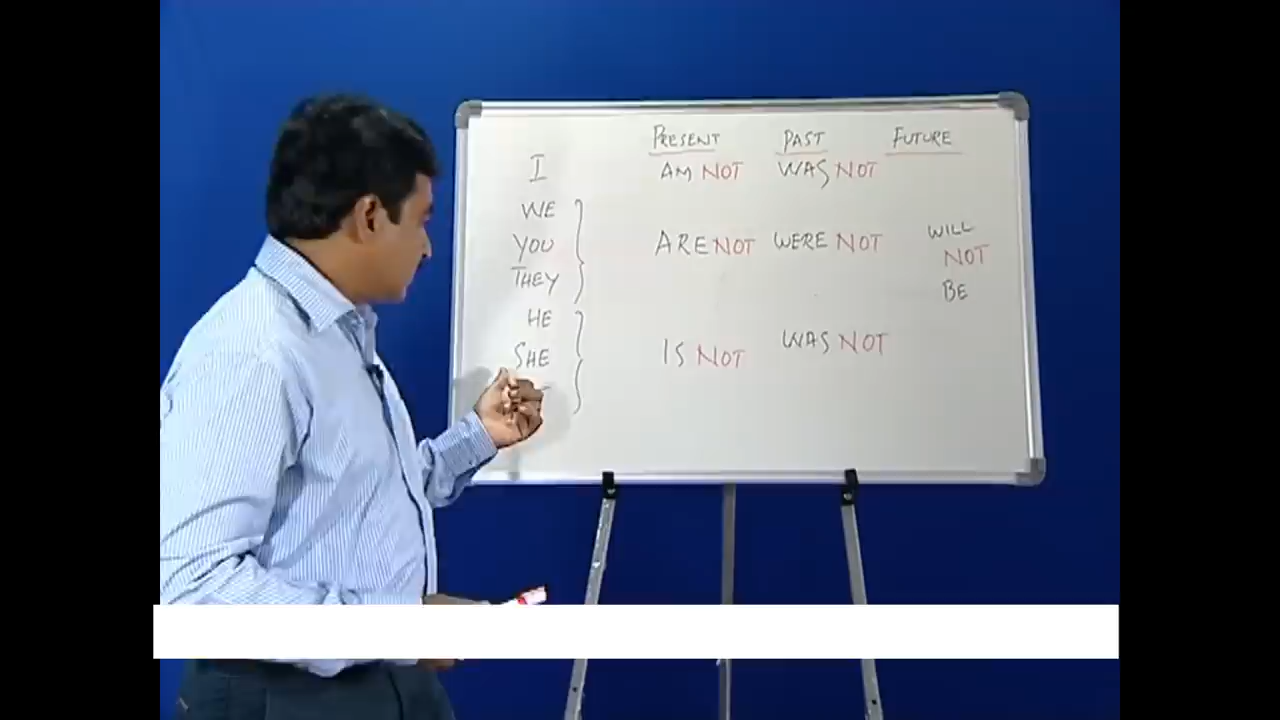 PRESENT PAST FUTURE
I AM NOT WAS NOT
WE
YOU ARE NOT WERE NOT WILL
NOT
THEY BE
HE
SHE IS NOT WAS NOT